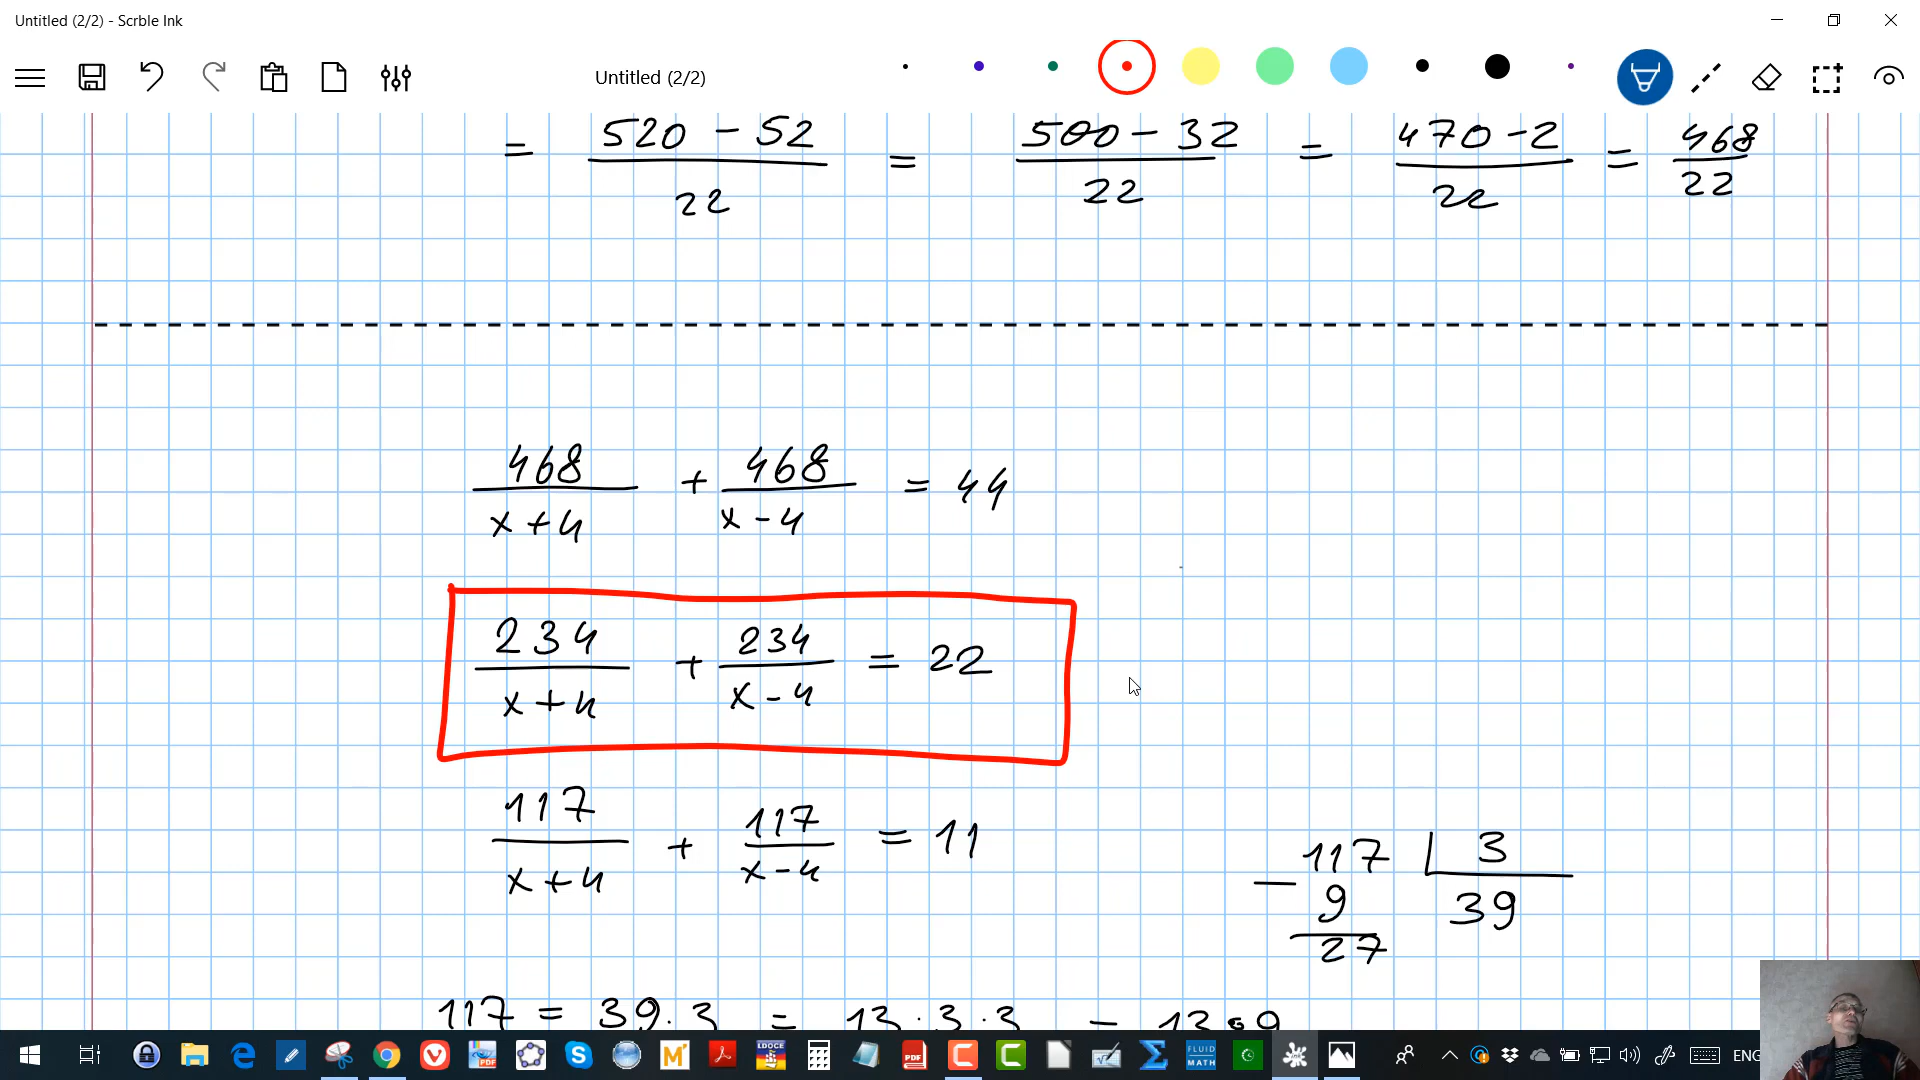 Untitled (2/2) - Scrble Ink
Untitled (2/2)
= 520 - 52 / 22 = 500 - 32 / 22 = 470 - 2 / 22 = 468 / 22
468 / x + 4 + 468 / x - 4 = 44
234 / x + 4 + 234 / x - 4 = 22
117 / x + 4 + 117 / x - 4 = 11
117 | 3
- 9 39
27
117 = 39 · 3 = 13 · 3 · 3 = 13 · 9
ENG